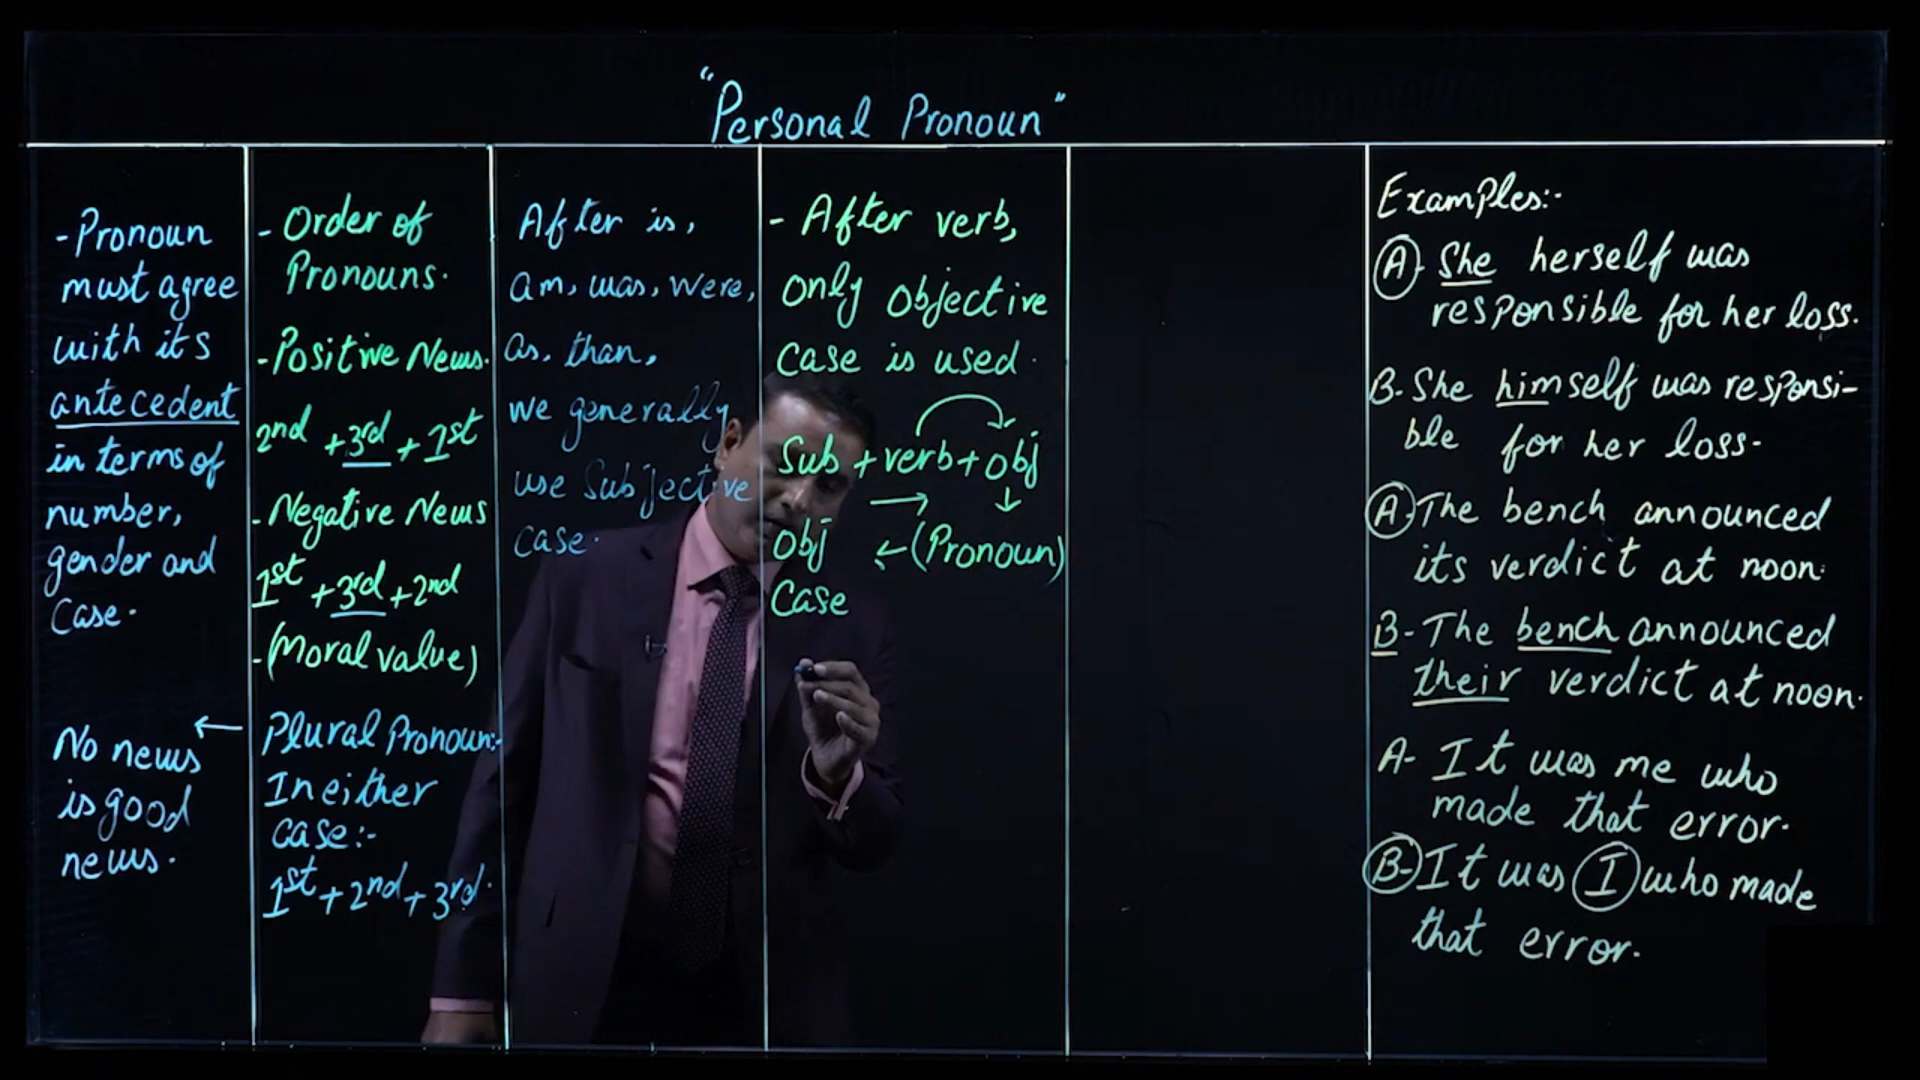 "Personal Pronoun"
-Pronoun
must agree
with its
antecedent
in terms of
number,
gender and
Case.
No news
is good
news.
- Order of
Pronouns.
-Positive News.
2nd +3rd + 1st
-Negative News
1st +3rd +2nd
-(Moral value)
← Plural Pronoun:-
In either
case:-
1st +2nd +3rd.
After is,
am, was, were,
as, than,
we generally
use Subjective
case.
- After verb,
only objective
case is used.
Sub + verb + obj
→ ↓
Obj ← (Pronoun)
Case
Examples:-
A- She herself was
responsible for her loss.
B- She himself was responsi-
ble for her loss-
A- The bench announced
its verdict at noon.
B- The bench announced
their verdict at noon.
A- It was me who
made that error.
B- It was I who made
that error.